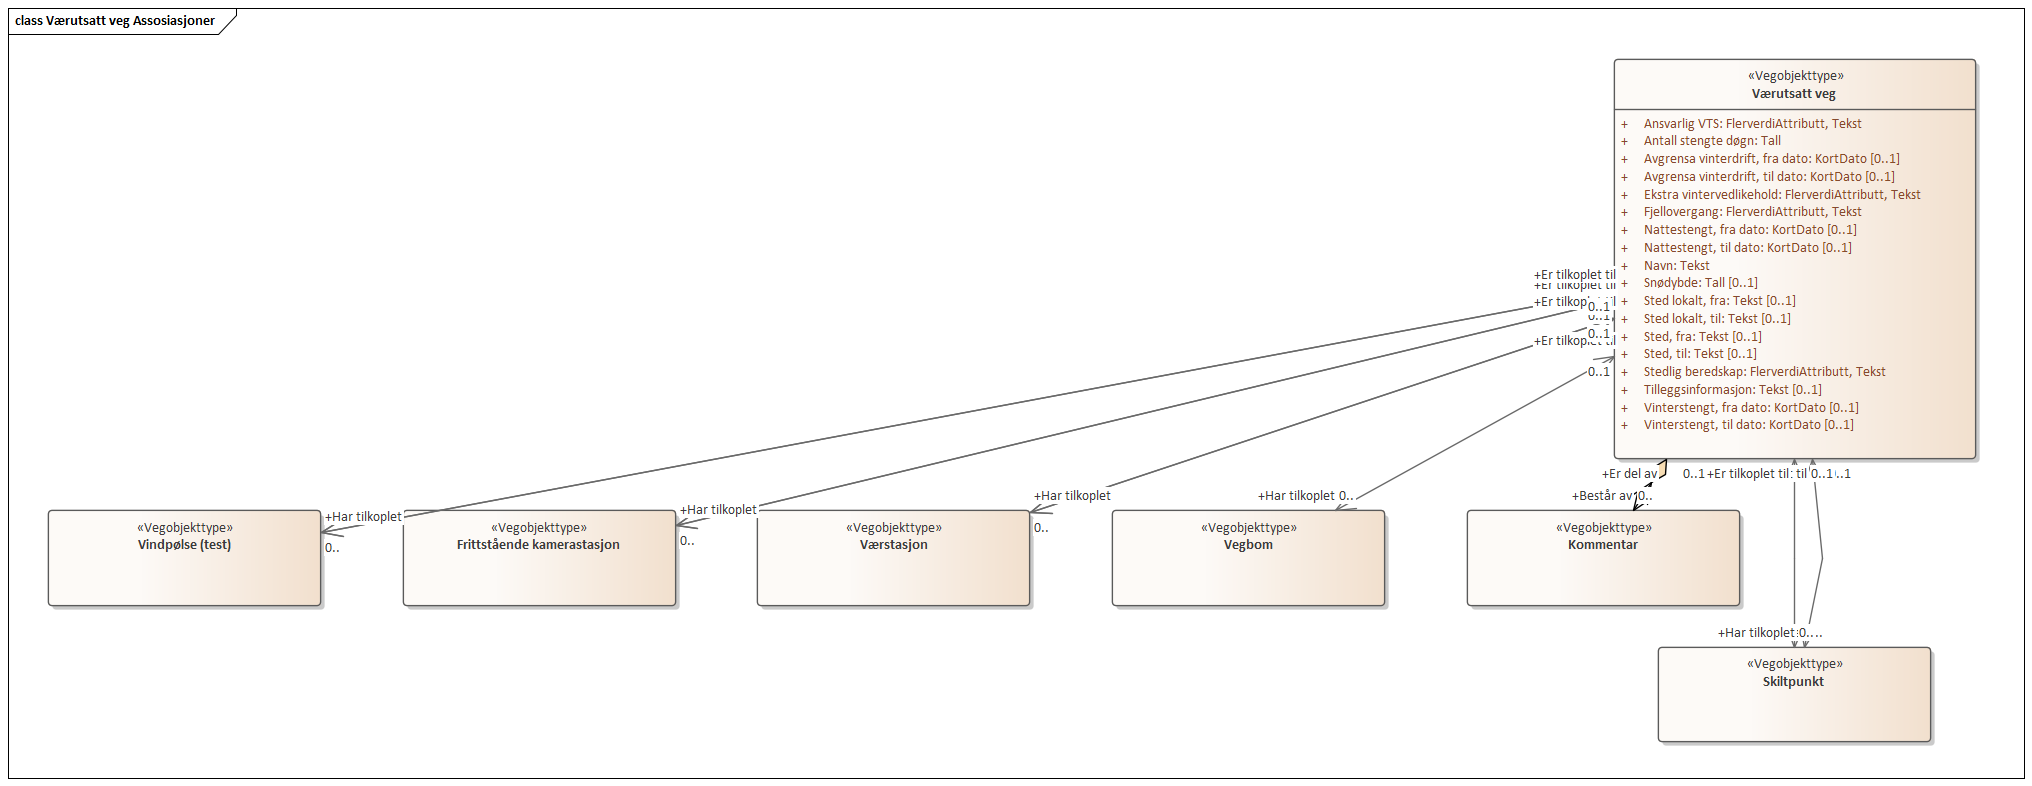 class Værutsatt veg Assosiasjoner
«Vegobjekttype»
Værutsatt veg
+ Ansvarlig VTS: FlerverdiAttributt, Tekst
+ Antall stengte døgn: Tall
+ Avgrensa vinterdrift, fra dato: KortDato [0..1]
+ Avgrensa vinterdrift, til dato: KortDato [0..1]
+ Ekstra vintervedlikehold: FlerverdiAttributt, Tekst
+ Fjellovergang: FlerverdiAttributt, Tekst
+ Nattestengt, fra dato: KortDato [0..1]
+ Nattestengt, til dato: KortDato [0..1]
+ Navn: Tekst
+ Snødybde: Tall [0..1]
+ Sted lokalt, fra: Tekst [0..1]
+ Sted lokalt, til: Tekst [0..1]
+ Sted, fra: Tekst [0..1]
+ Sted, til: Tekst [0..1]
+ Stedlig beredskap: FlerverdiAttributt, Tekst
+ Tilleggsinformasjon: Tekst [0..1]
+ Vinterstengt, fra dato: KortDato [0..1]
+ Vinterstengt, til dato: KortDato [0..1]
+Er tilkoplet til
+Er tilkoplet til
+Er tilkoplet
0..1
0..1
0..1
+Er tilkoplet til
0..1
+Er del av
0..1
+Er tilkoplet til
0..1
+Består av
0..
+Har tilkoplet
0..
+Har tilkoplet
0..
+Har tilkoplet
0..
+Har tilkoplet 0..
«Vegobjekttype»
Vindpølse (test)
«Vegobjekttype»
Frittstående kamerastasjon
«Vegobjekttype»
Værstasjon
«Vegobjekttype»
Vegbom
«Vegobjekttype»
Kommentar
+Har tilkoplet
0..
«Vegobjekttype»
Skiltpunkt